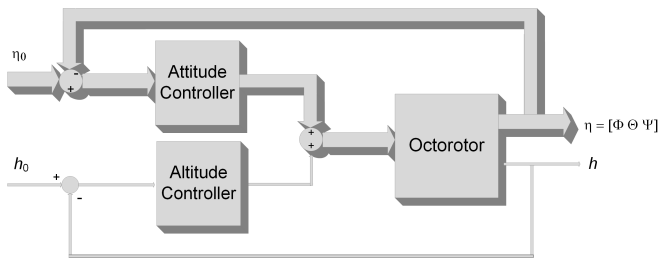 η0
-
+
Attitude
Controller
+
+
Octorotor
η = [Φ Θ Ψ]
h0
+
-
Altitude
Controller
h